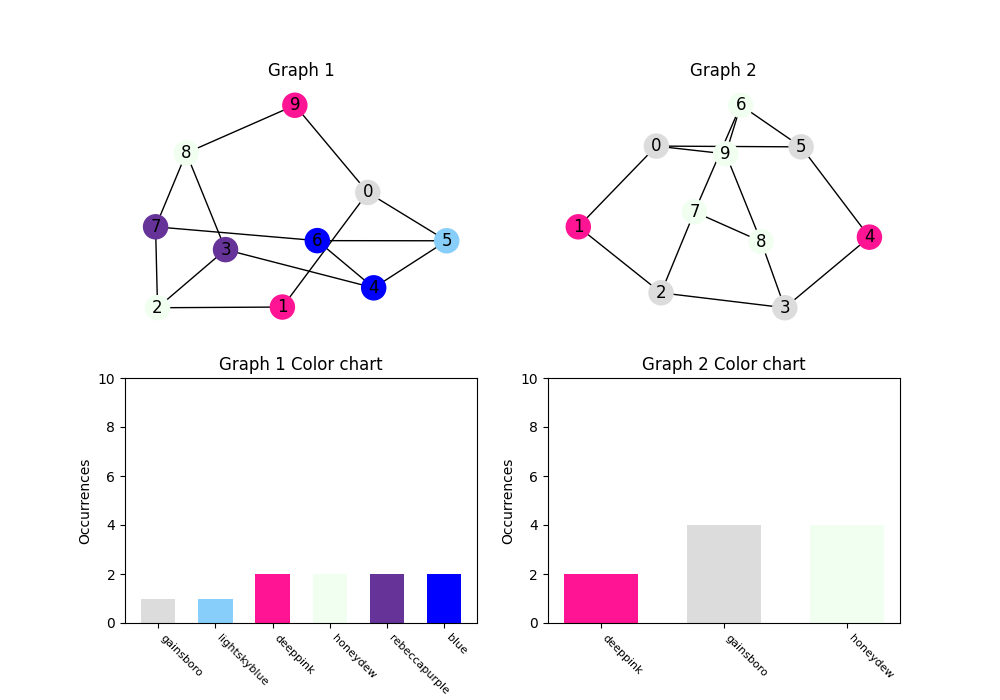 Graph 1
9
8
0
7
3
6
5
4
2
1
Graph 2
6
0
9
5
7
1
8
4
2
3
Graph 1 Color chart
Occurrences
10
8
6
4
2
0
gainsboro
lightskyblue
deeppink
honeydew
rebeccapurple
blue
Graph 2 Color chart
Occurrences
10
8
6
4
2
0
deeppink
gainsboro
honeydew